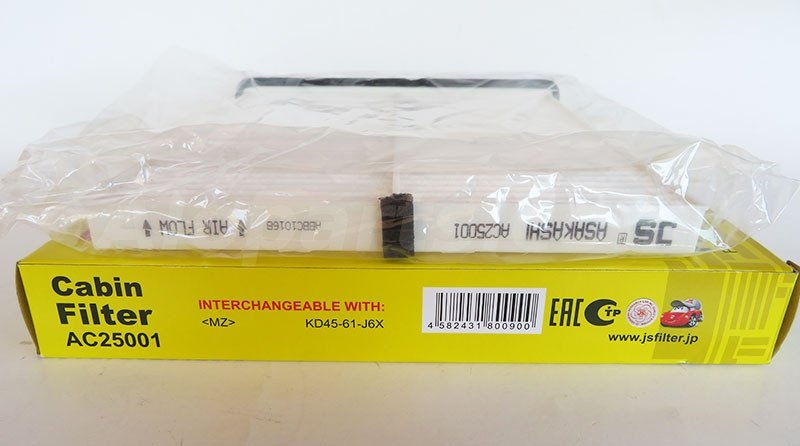 ↓ AIR FLOW ↓
ABBC1016B
AC25001
ASAKASHI
JS
Cabin
Filter
AC25001
INTERCHANGEABLE WITH:
<MZ> KD45-61-J6X
4 582431 800900
EAC
TP
www.jsfilter.jp